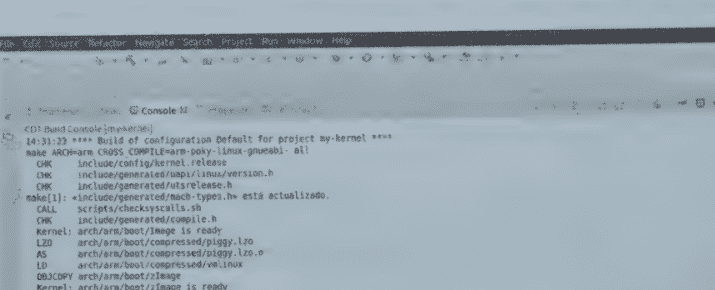 File Edit Source Refactor Navigate Search Project Run Window Help
Console
CDT Build Console [my-kernel]
14:31:23 **** Build of configuration Default for project my-kernel ****
make ARCH=arm CROSS_COMPILE=arm-poky-linux-gnueabi- all
CHK include/config/kernel.release
CHK include/generated/uapi/linux/version.h
CHK include/generated/utsrelease.h
make[1]: «include/generated/mach-types.h» está actualizado.
CALL scripts/checksyscalls.sh
CHK include/generated/compile.h
Kernel: arch/arm/boot/Image is ready
LZO arch/arm/boot/compressed/piggy.lzo
AS arch/arm/boot/compressed/piggy.lzo.o
LD arch/arm/boot/compressed/vmlinux
OBJCOPY arch/arm/boot/zImage
Kernel: arch/arm/boot/zImage is ready